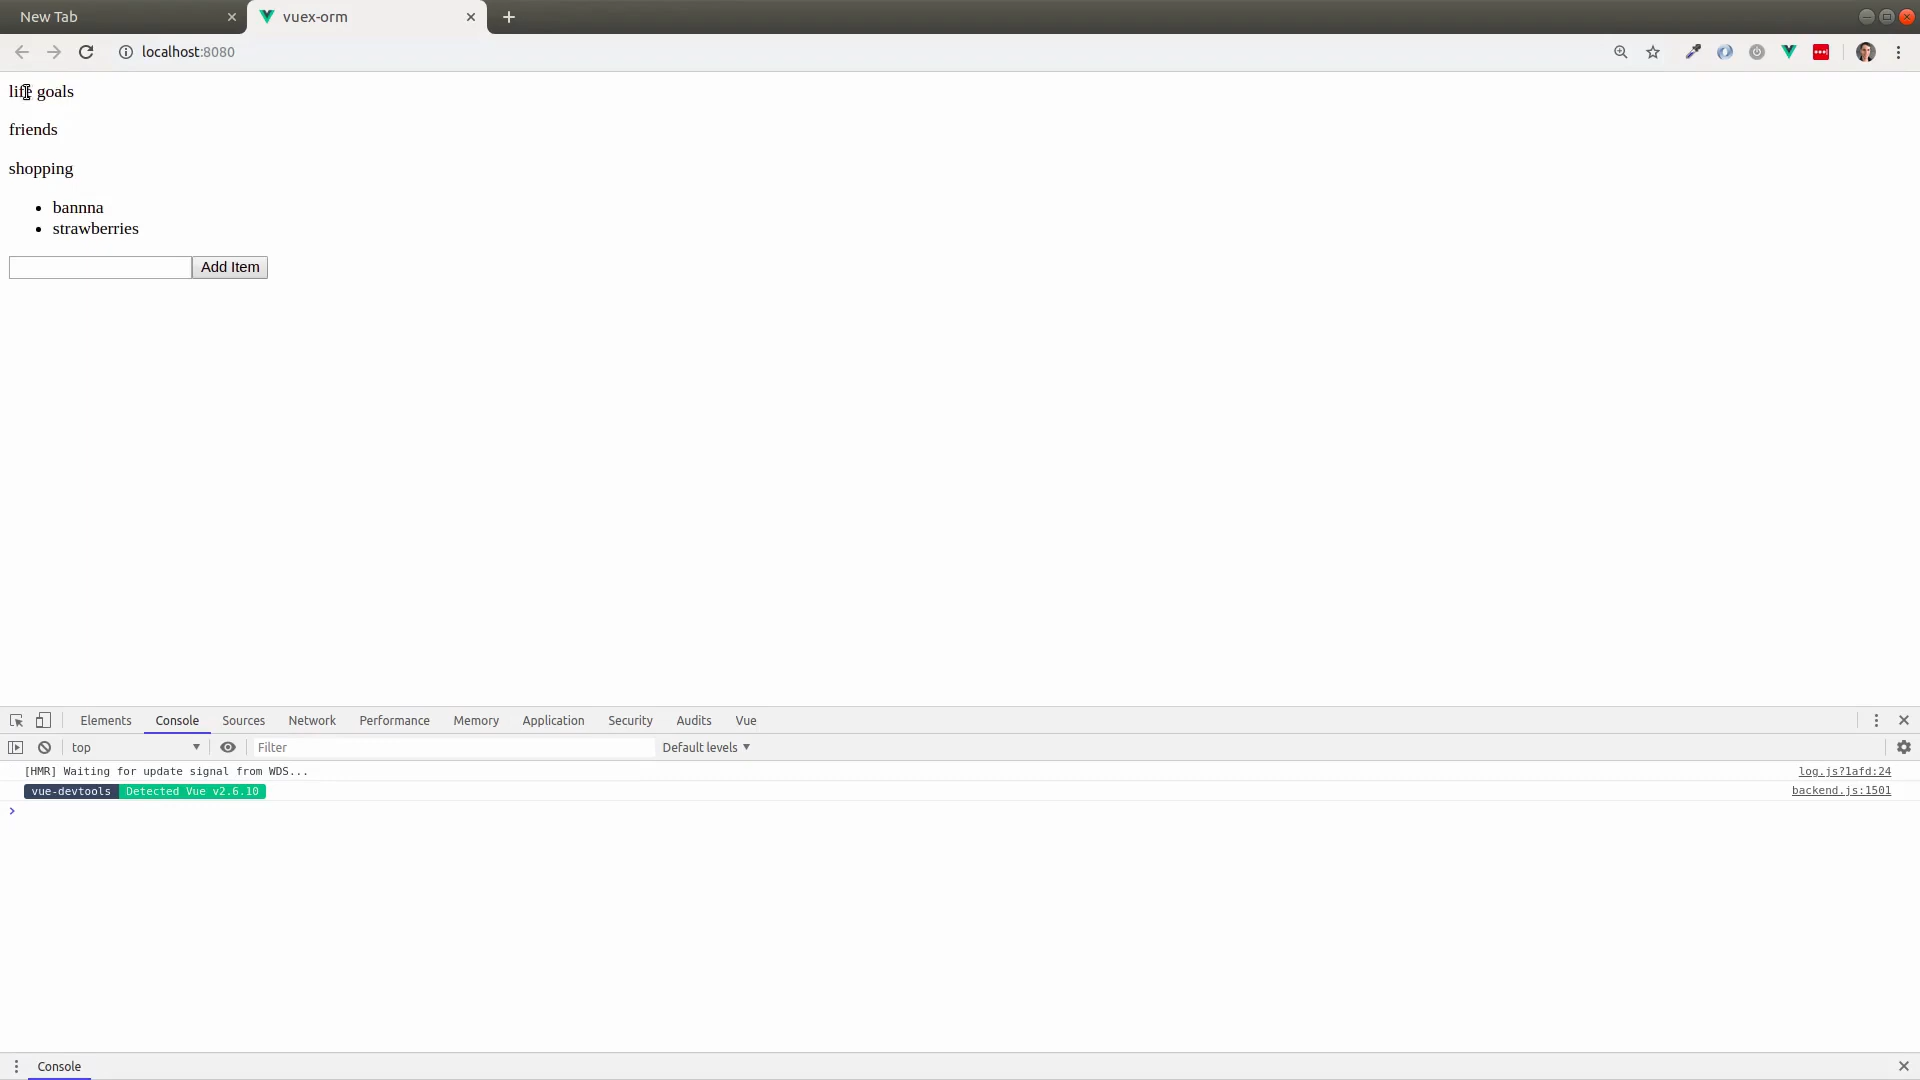 New Tab
vuex-orm
localhost:8080
life goals
friends
shopping
bannna
strawberries
Add Item
Elements Console Sources Network Performance Memory Application Security Audits Vue
top Filter Default levels
[HMR] Waiting for update signal from WDS... log.js?1afd:24
vue-devtools Detected Vue v2.6.10 backend.js:1501
Console